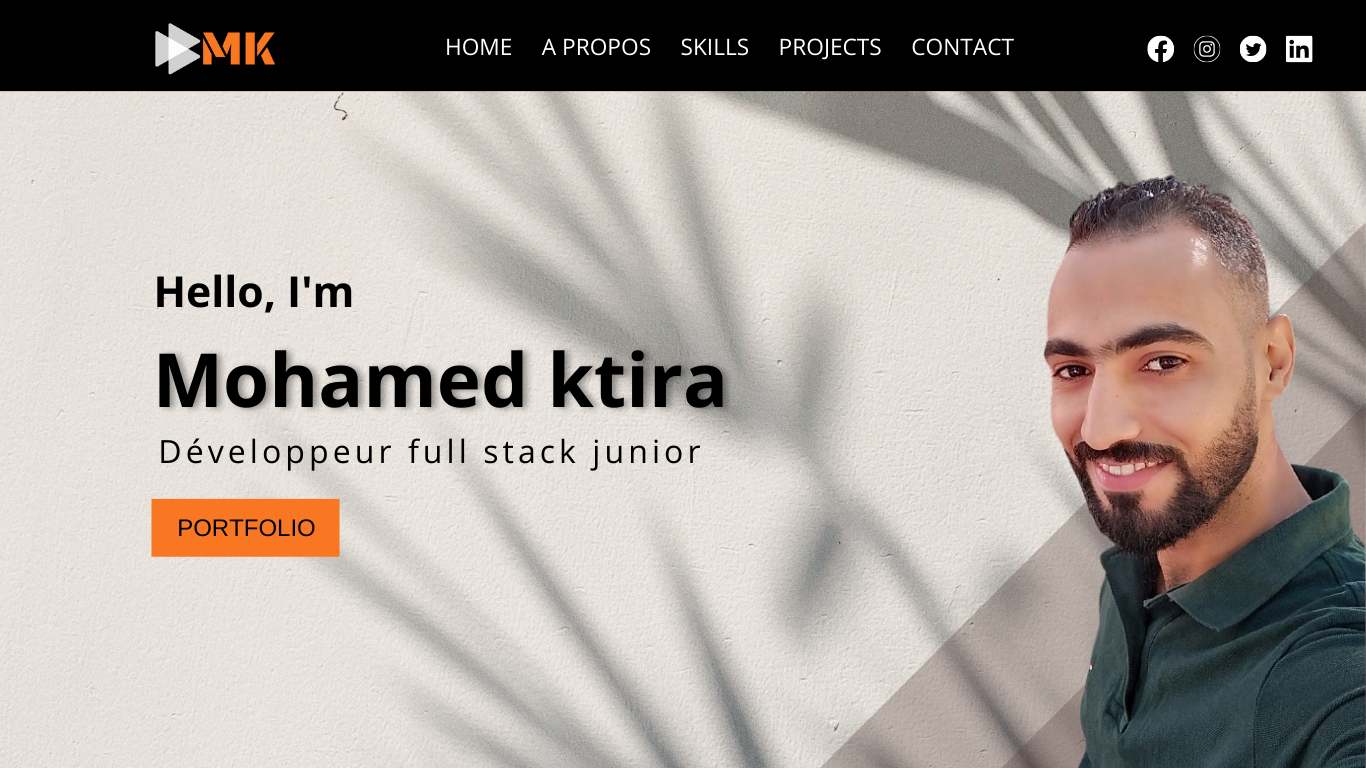 MK
HOME A PROPOS SKILLS PROJECTS CONTACT
Hello, I'm
Mohamed ktira
Développeur full stack junior
PORTFOLIO